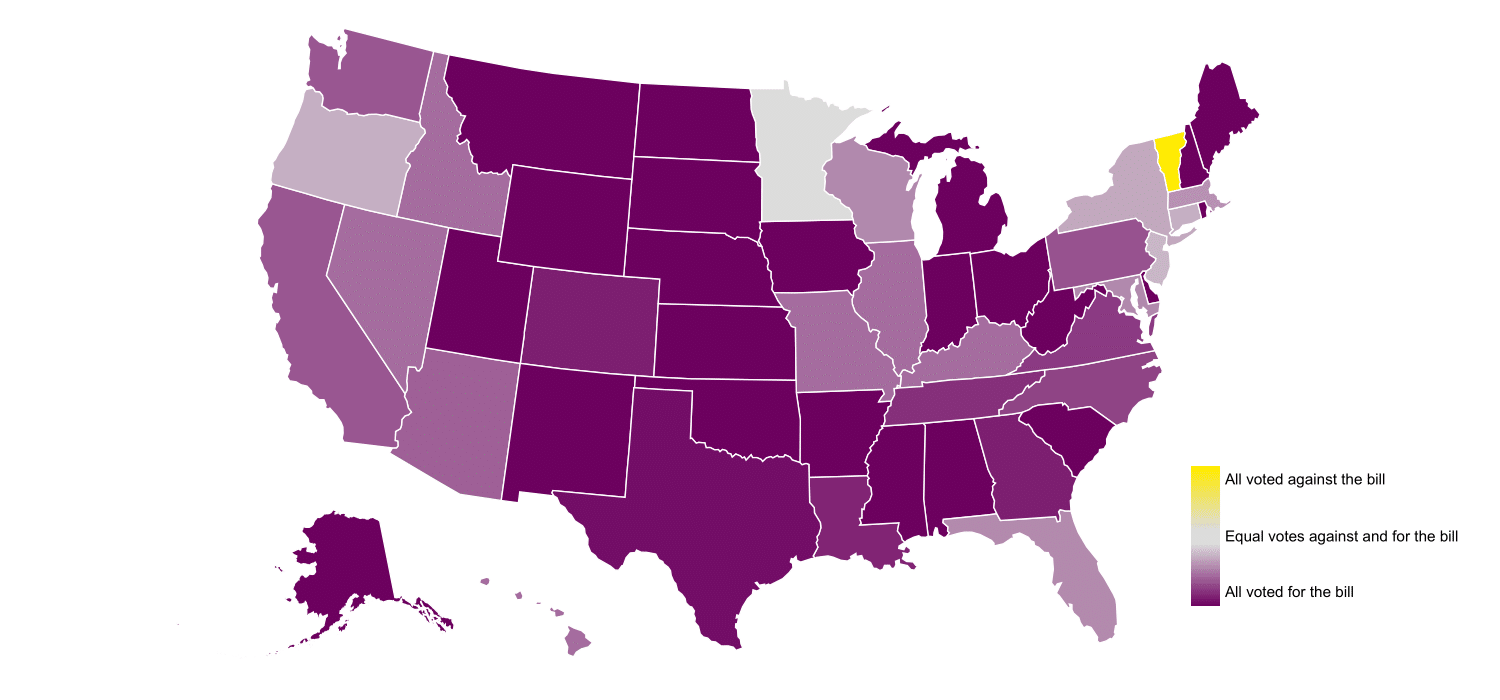 All voted against the bill
Equal votes against and for the bill
All voted for the bill